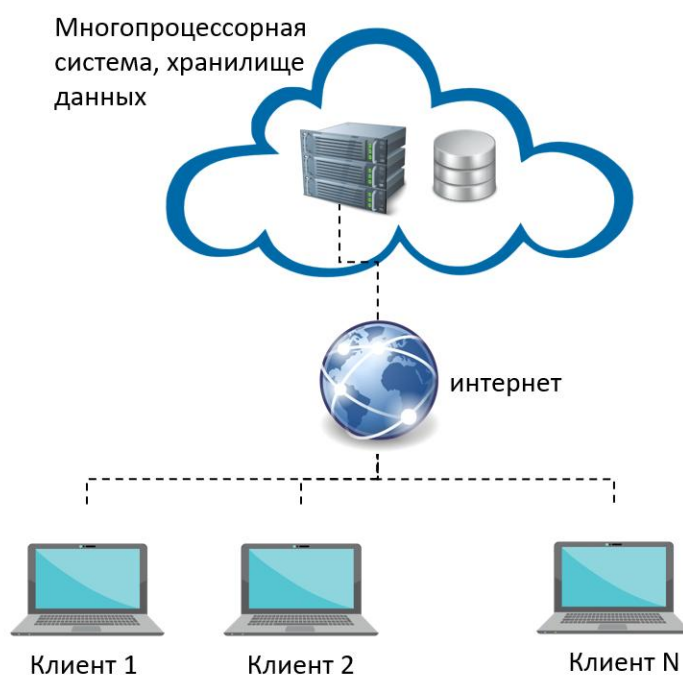 Многопроцессорная
система, хранилище
данных
интернет
Клиент 1
Клиент 2
Клиент N